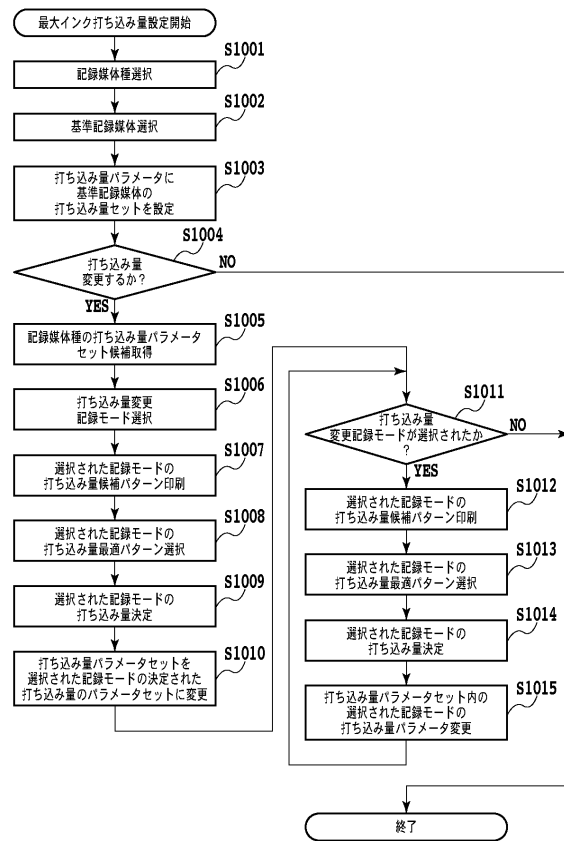 最大インク打ち込み量設定開始
S1001
記録媒体種選択
S1002
基準記録媒体選択
S1003
打ち込み量パラメータに
基準記録媒体の
打ち込み量セットを設定
S1004
打ち込み量
変更するか？
NO
YES
S1005
記録媒体種の打ち込み量パラメータ
セット候補取得
S1006
打ち込み量変更
記録モード選択
S1007
選択された記録モードの
打ち込み量候補パターン印刷
S1008
選択された記録モードの
打ち込み量最適パターン選択
S1009
選択された記録モードの
打ち込み量決定
S1010
打ち込み量パラメータセットを
選択された記録モードの決定された
打ち込み量のパラメータセットに変更
S1011
打ち込み量
変更記録モードが選択されたか
？
NO
YES
S1012
選択された記録モードの
打ち込み量候補パターン印刷
S1013
選択された記録モードの
打ち込み量最適パターン選択
S1014
選択された記録モードの
打ち込み量決定
S1015
打ち込み量パラメータセット内の
選択された記録モードの
打ち込み量パラメータ変更
終了